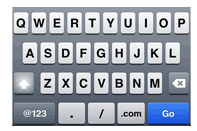 Q W E R T Y U I O P
A S D F G H J K L
Z X C V B N M
@123 . / .com Go